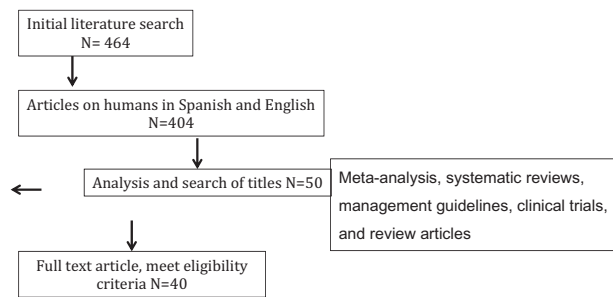 Initial literature search
N= 464
Articles on humans in Spanish and English
N=404
Analysis and search of titles N=50
Meta-analysis, systematic reviews,
management guidelines, clinical trials,
and review articles
Full text article, meet eligibility
criteria N=40